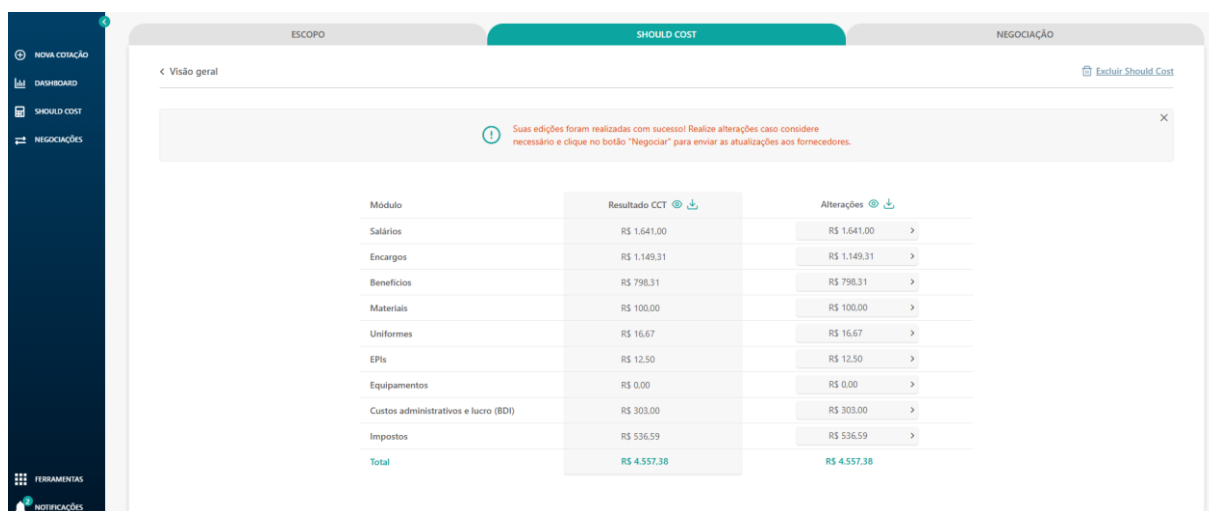 ESCOPO SHOULD COST NEGOCIAÇÃO
NOVA COTAÇÃO
DASHBOARD
SHOULD COST
NEGOCIAÇÕES
Visão geral Excluir Should Cost
Suas edições foram realizadas com sucesso! Realize alterações caso considere
necessário e clique no botão "Negociar" para enviar as atualizações aos fornecedores.
Módulo Resultado CCT Alterações
Salários R$ 1.641,00 R$ 1.641,00
Encargos R$ 1.149,31 R$ 1.149,31
Benefícios R$ 798,31 R$ 798,31
Materiais R$ 100,00 R$ 100,00
Uniformes R$ 16,67 R$ 16,67
EPIs R$ 12,50 R$ 12,50
Equipamentos R$ 0,00 R$ 0,00
Custos administrativos e lucro (BDI) R$ 303,00 R$ 303,00
Impostos R$ 536,59 R$ 536,59
Total R$ 4.557,38 R$ 4.557,38
FERRAMENTAS
2
NOTIFICAÇÕES